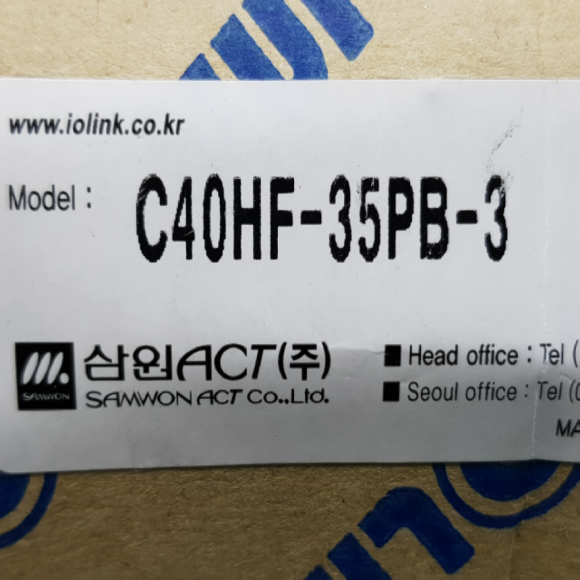 www.iolink.co.kr
Model : C40HF-35PB-3
SAMWON
삼원ACT(주)
SAMWON ACT Co.,Ltd.
■ Head office : Tel (
■ Seoul office : Tel (0
MA